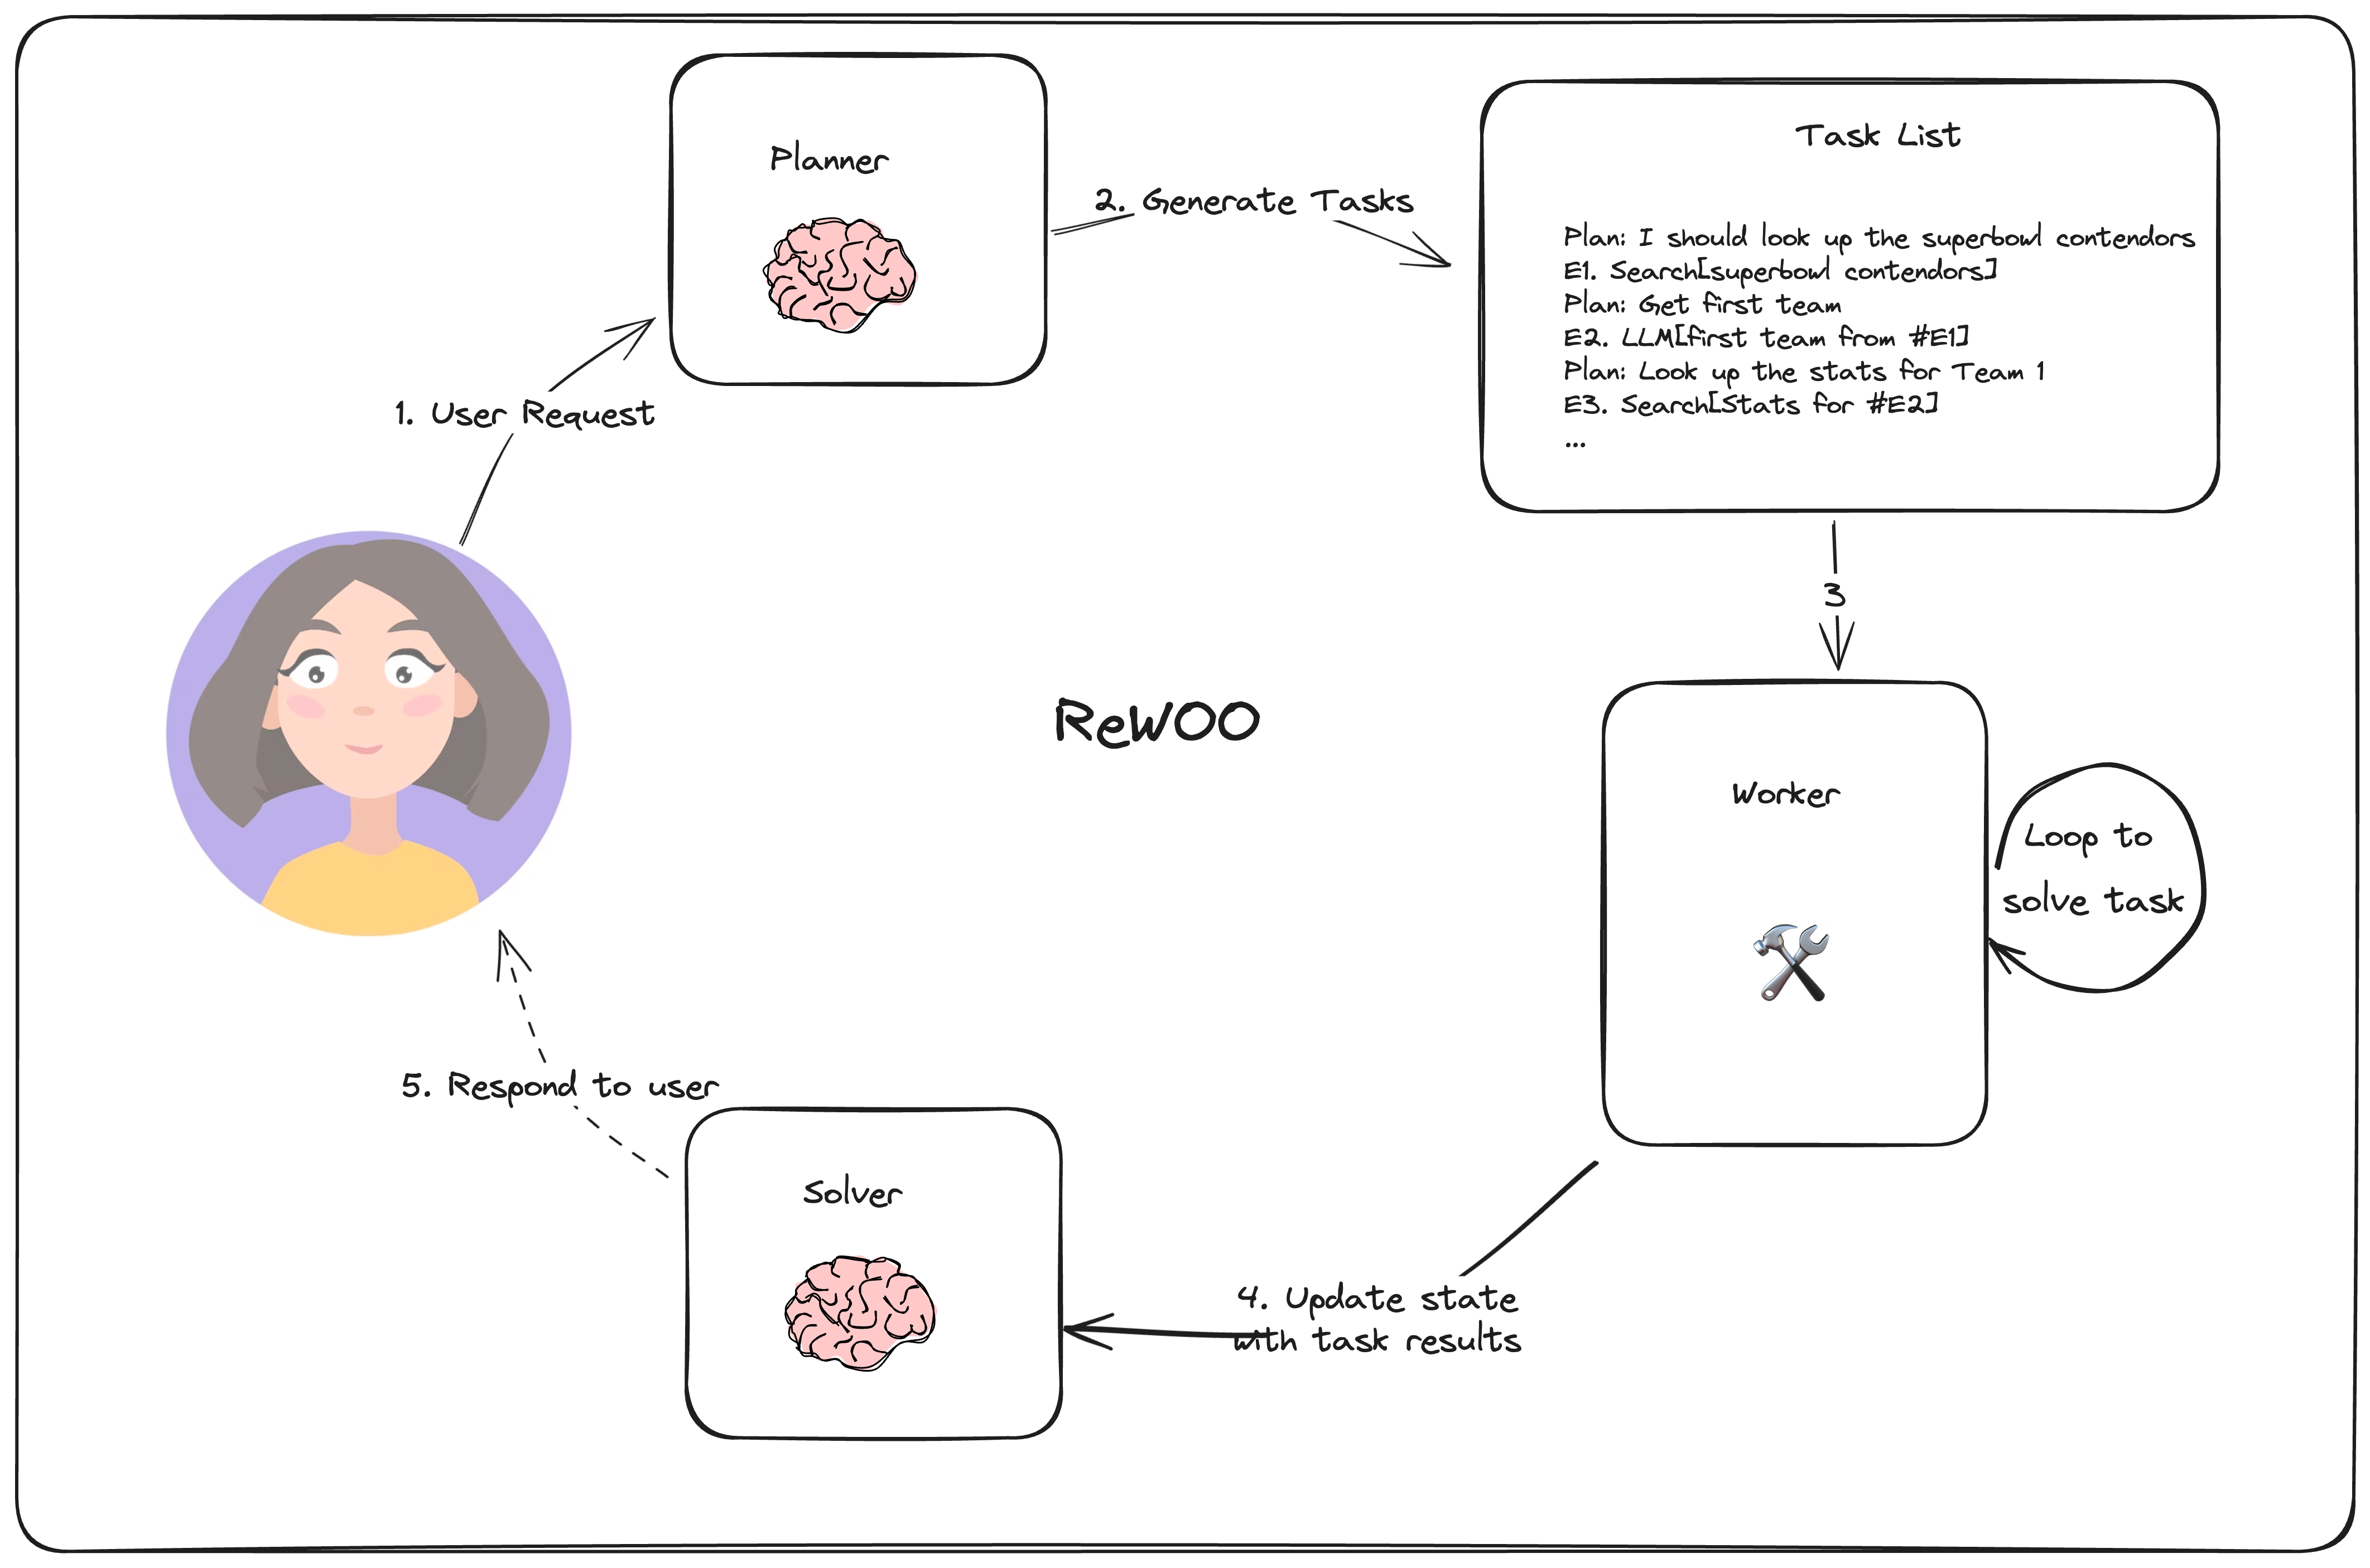 Planner
Task List
2. Generate Tasks
Plan: I should look up the superbowl contendors
E1. Search[superbowl contendors]
Plan: Get first team
E2. LLM[first team from #E1]
Plan: Look up the stats for Team 1
E3. Search[Stats for #E2]
...
1. User Request
3
ReWOO
Worker
Loop to
solve task
5. Respond to user
Solver
4. Update state
with task results